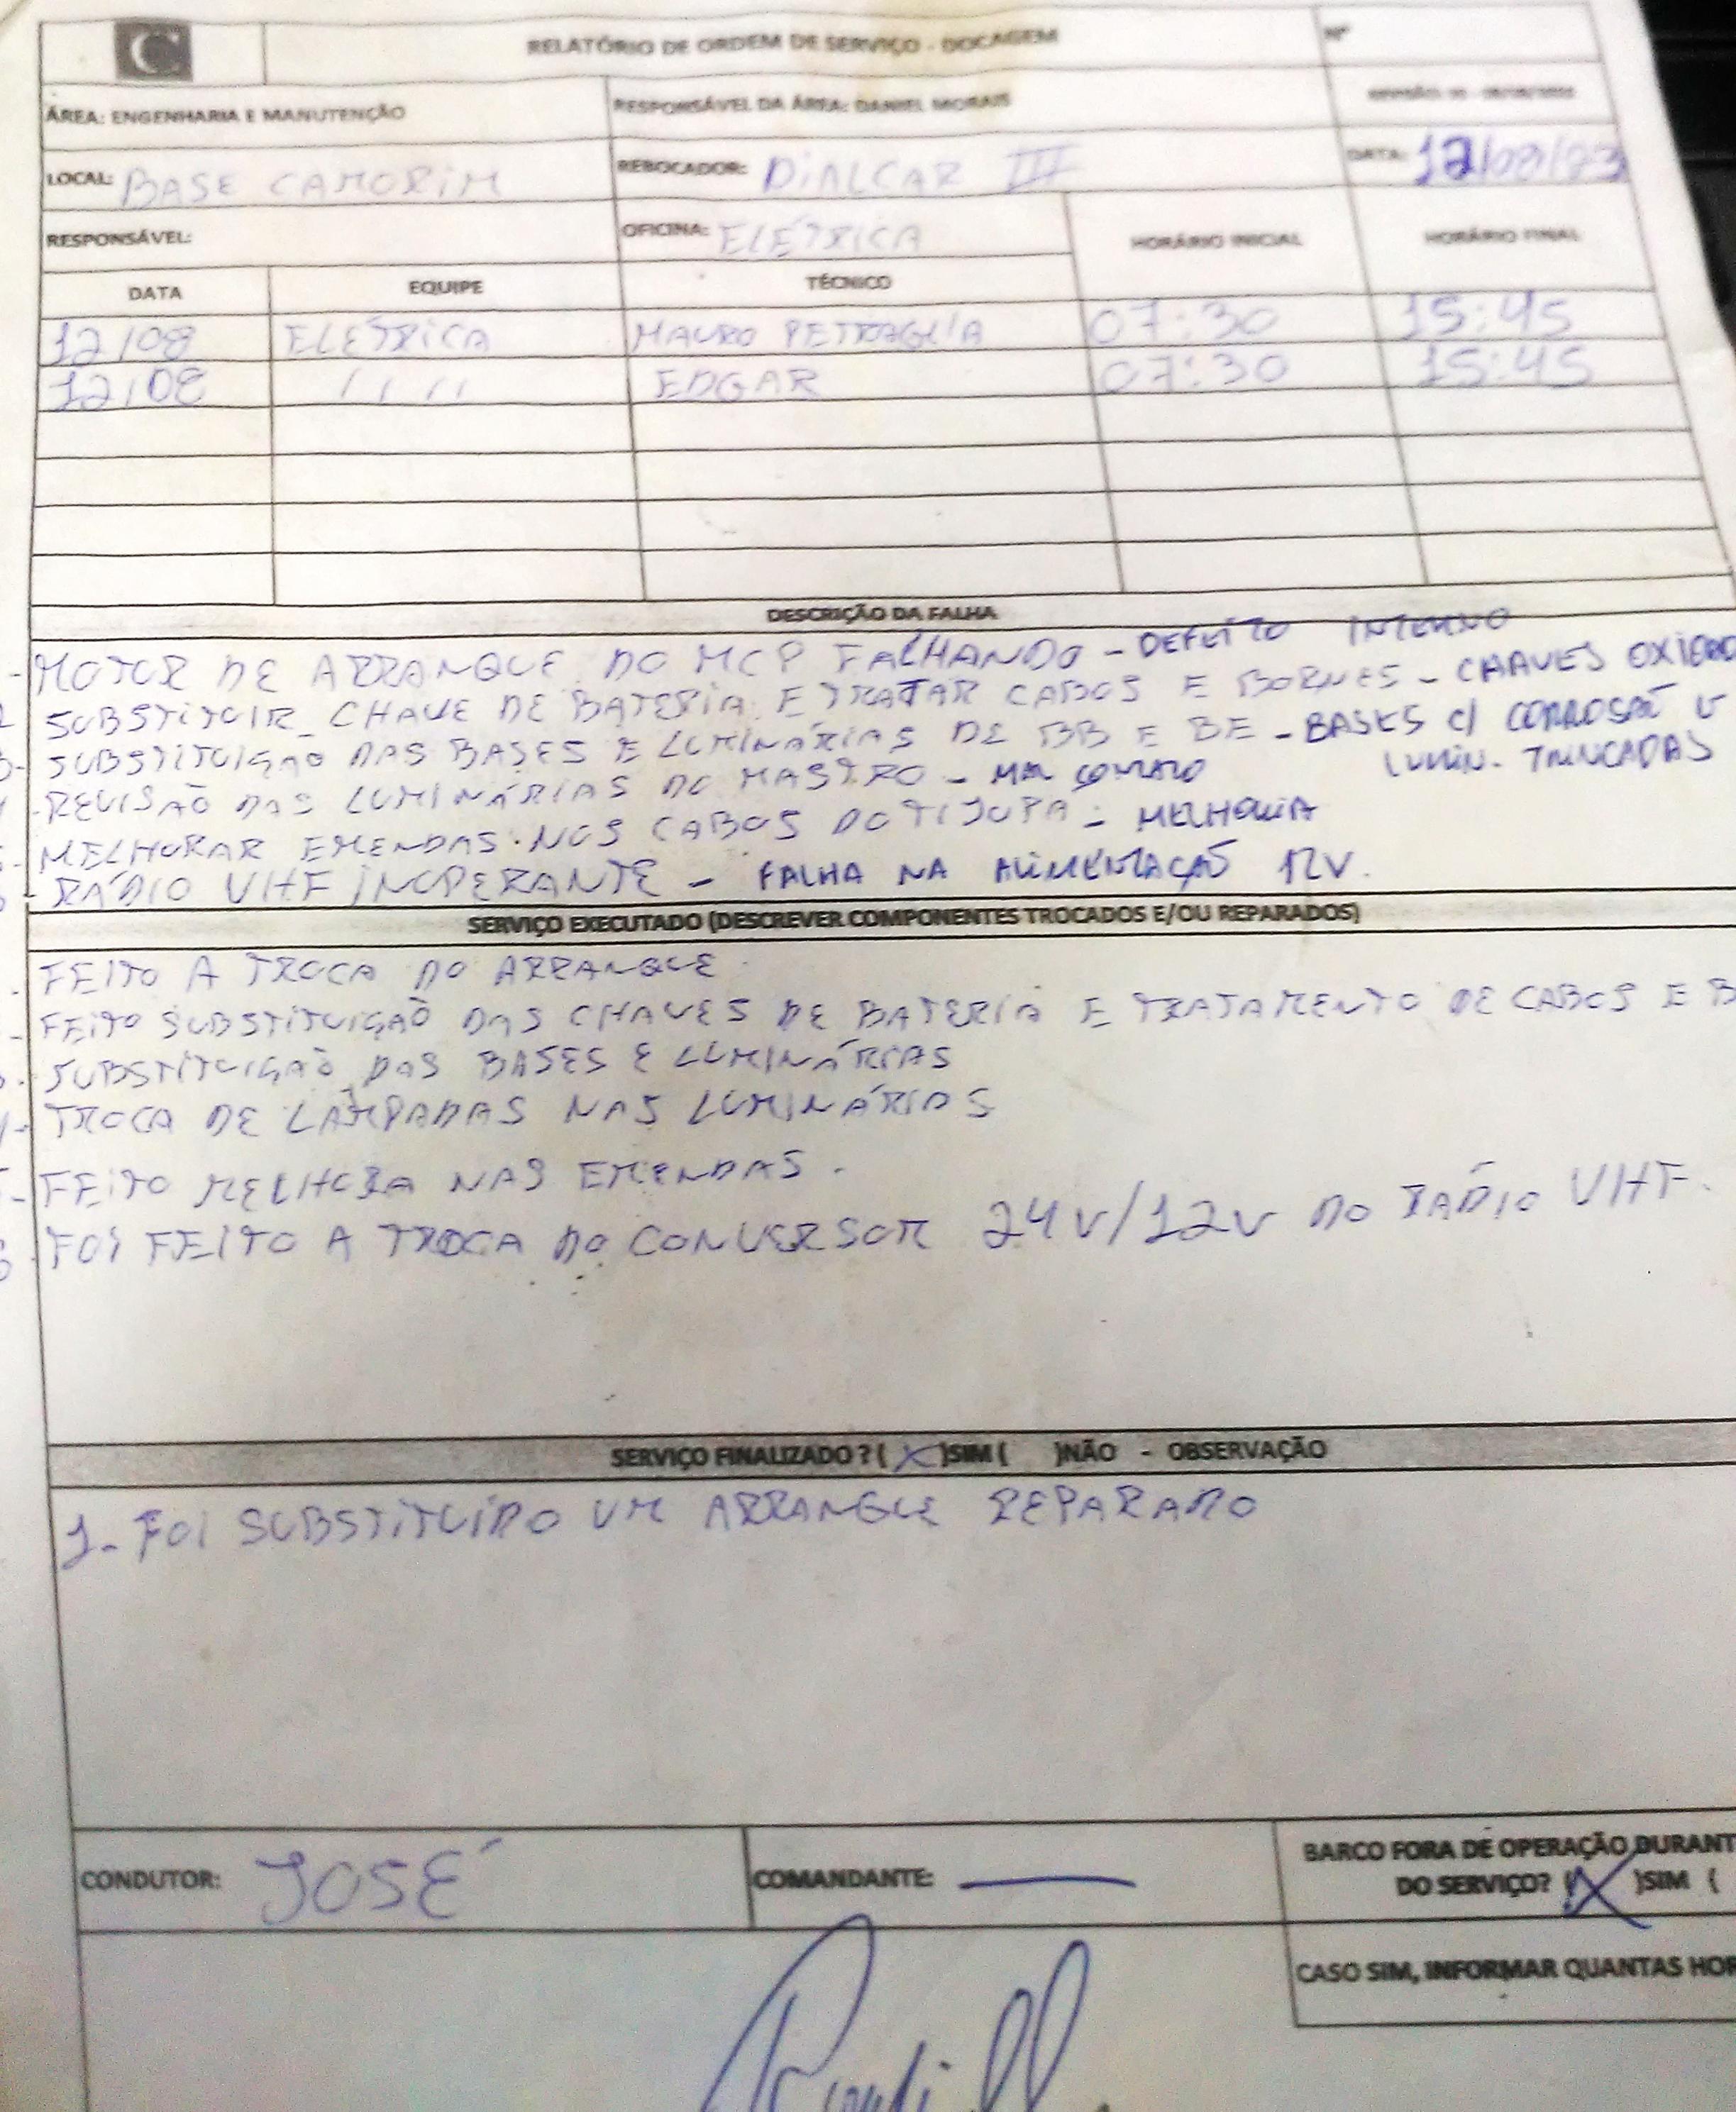 C
RELATÓRIO DE ORDEM DE SERVIÇO - DOCAGEM
Nº
ÁREA: ENGENHARIA E MANUTENÇÃO
RESPONSÁVEL DA ÁREA: DANIEL MORAIS
LOCAL: BASE CAMORIM
REBOCADOR: DIALCAR III
DATA: 12/08/23
RESPONSÁVEL:
OFICINA: ELÉTRICA
HORÁRIO INICIAL
HORÁRIO FINAL
DATA EQUIPE TÉCNICO
12/08 ELÉTRICA MAURO PETRAGLIA 07:30 15:45
12/08 / / / / EDGAR 07:30 15:45
DESCRIÇÃO DA FALHA
- MOTOR DE ARRANQUE DO MCP FALHANDO - DEFEITO INTERNO
SUBSTITUIR CHAVE DE BATERIA E TRATAR CABOS E BORNES - CHAVES OXIDAD
- SUBSTITUIÇÃO DAS BASES E LUMINÁRIAS DE BB E BE - BASES C/ CORROSÃO
LUMIN. TRINCADAS
- REVISÃO DAS LUMINÁRIAS DO MASTRO - MAL CONTATO
- MELHORAR EMENDAS NOS CABOS DO TIJUPA - MELHORIA
- RÁDIO VHF INOPERANTE - FALHA NA ALIMENTAÇÃO 12V.
SERVIÇO EXECUTADO (DESCREVER COMPONENTES TROCADOS E/OU REPARADOS)
FEITO A TROCA DO ARRANQUE
- FEITO SUBSTITUIÇÃO DAS CHAVES DE BATERIA E TRATAMENTO DE CABOS E B
SUBSTITUIÇÃO DAS BASES E LUMINÁRIAS
- TROCA DE LÂMPADAS NAS LUMINÁRIAS
- FEITO MELHORA NAS EMENDAS.
FOI FEITO A TROCA DO CONVERSOR 24V/12V DO RÁDIO VHF.
SERVIÇO FINALIZADO ? ( X )SIM ( )NÃO - OBSERVAÇÃO
1- FOI SUBSTITUÍDO UM ARRANQUE REPARADO
CONDUTOR: JOSÉ
COMANDANTE: —
BARCO FORA DE OPERAÇÃO DURANT
DO SERVIÇO? (X )SIM (
CASO SIM, INFORMAR QUANTAS HOR